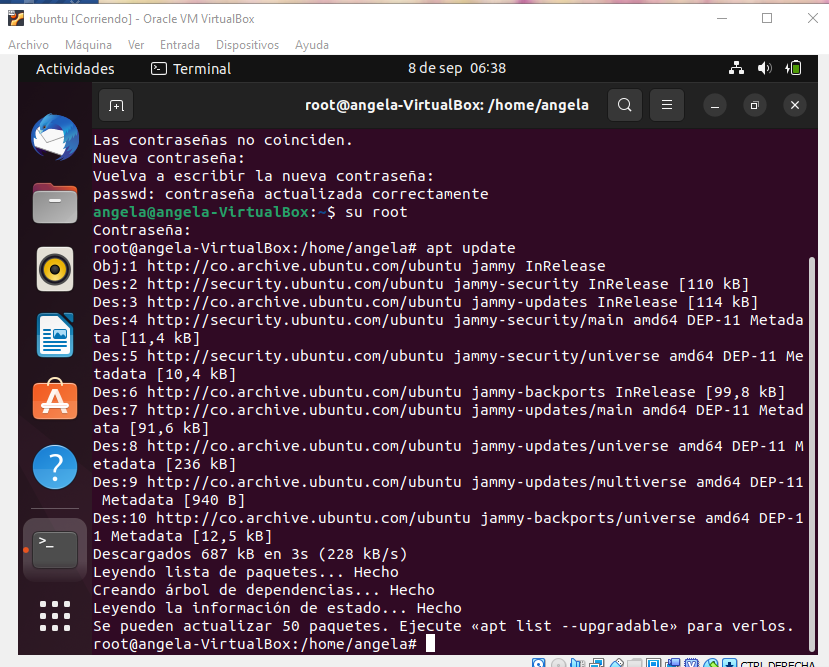 ubuntu [Corriendo] - Oracle VM VirtualBox
Archivo Máquina Ver Entrada Dispositivos Ayuda
Actividades Terminal 8 de sep 06:38
root@angela-VirtualBox: /home/angela
Las contraseñas no coinciden.
Nueva contraseña:
Vuelva a escribir la nueva contraseña:
passwd: contraseña actualizada correctamente
angela@angela-VirtualBox:~$ su root
Contraseña:
root@angela-VirtualBox:/home/angela# apt update
Obj:1 http://co.archive.ubuntu.com/ubuntu jammy InRelease
Des:2 http://security.ubuntu.com/ubuntu jammy-security InRelease [110 kB]
Des:3 http://co.archive.ubuntu.com/ubuntu jammy-updates InRelease [114 kB]
Des:4 http://security.ubuntu.com/ubuntu jammy-security/main amd64 DEP-11 Metada
ta [11,4 kB]
Des:5 http://security.ubuntu.com/ubuntu jammy-security/universe amd64 DEP-11 Me
tadata [10,4 kB]
Des:6 http://co.archive.ubuntu.com/ubuntu jammy-backports InRelease [99,8 kB]
Des:7 http://co.archive.ubuntu.com/ubuntu jammy-updates/main amd64 DEP-11 Metad
ata [91,6 kB]
Des:8 http://co.archive.ubuntu.com/ubuntu jammy-updates/universe amd64 DEP-11 M
etadata [236 kB]
Des:9 http://co.archive.ubuntu.com/ubuntu jammy-updates/multiverse amd64 DEP-11
 Metadata [940 B]
Des:10 http://co.archive.ubuntu.com/ubuntu jammy-backports/universe amd64 DEP-1
1 Metadata [12,5 kB]
Descargados 687 kB en 3s (228 kB/s)
Leyendo lista de paquetes... Hecho
Creando árbol de dependencias... Hecho
Leyendo la información de estado... Hecho
Se pueden actualizar 50 paquetes. Ejecute «apt list --upgradable» para verlos.
root@angela-VirtualBox:/home/angela#
CTRL DERECHA